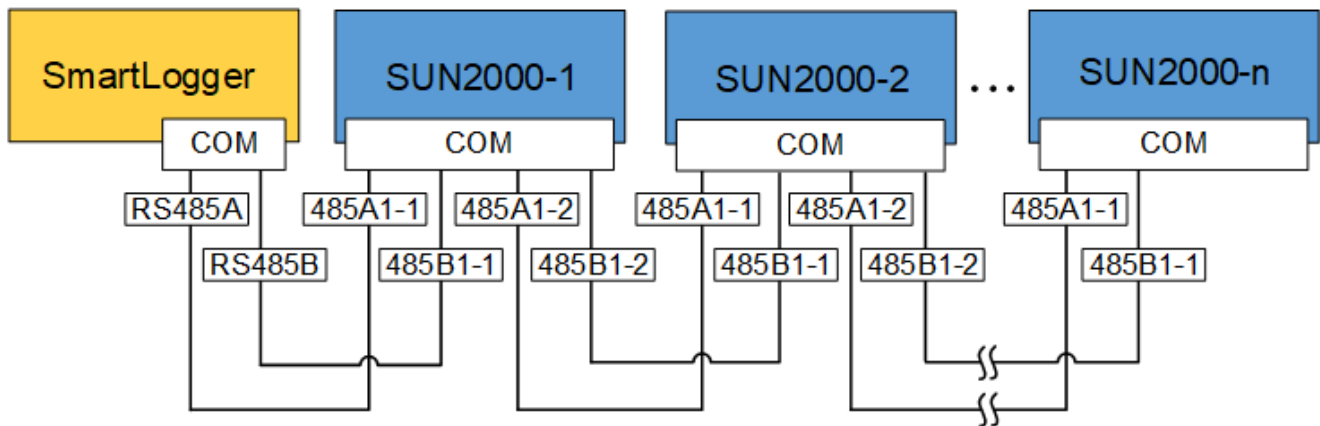 SmartLogger
SUN2000-1
SUN2000-2
...
SUN2000-n
COM
COM
COM
COM
RS485A
485A1-1
485A1-2
485A1-1
485A1-2
485A1-1
RS485B
485B1-1
485B1-2
485B1-1
485B1-2
485B1-1